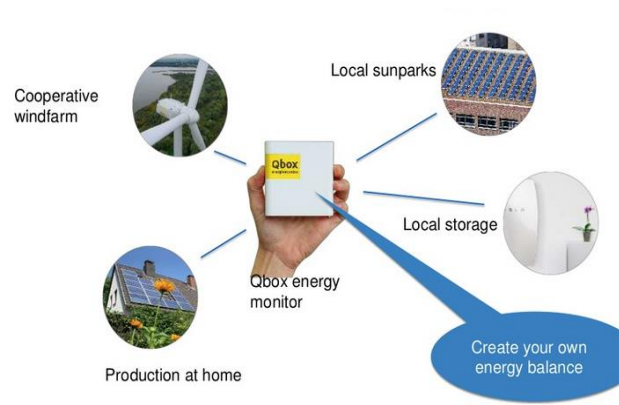 Local sunparks
Cooperative
windfarm
Qbox
Local storage
Qbox energy
monitor
Create your own
energy balance
Production at home